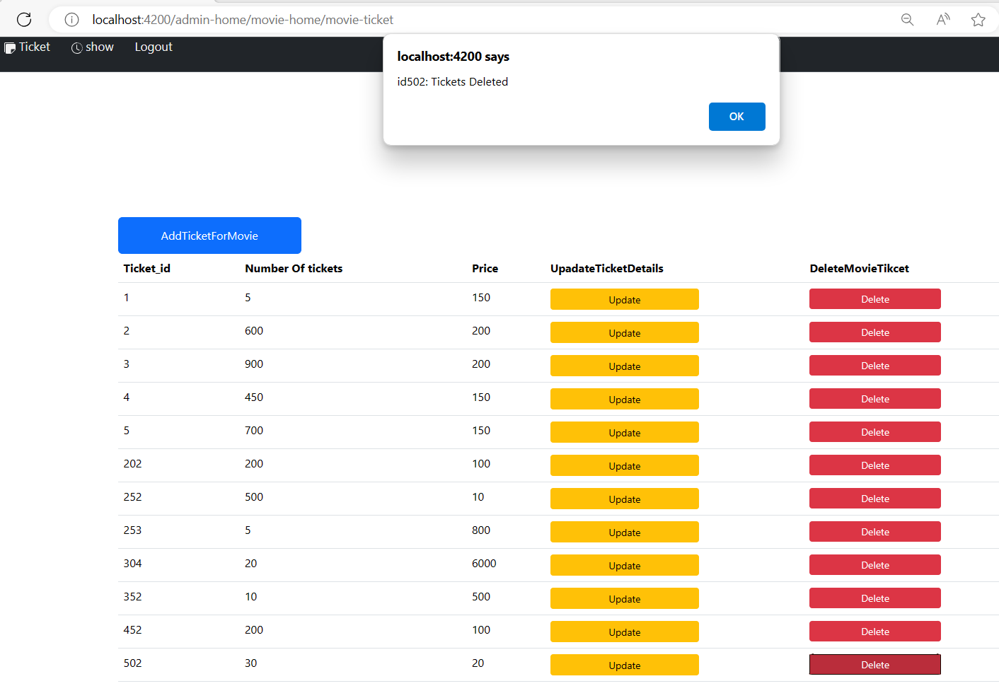 localhost:4200/admin-home/movie-home/movie-ticket
Ticket show Logout
localhost:4200 says
id502: Tickets Deleted
OK
AddTicketForMovie
Ticket_id Number Of tickets Price UpadateTicketDetails DeleteMovieTikcet
1 5 150 Update Delete
2 600 200 Update Delete
3 900 200 Update Delete
4 450 150 Update Delete
5 700 150 Update Delete
202 200 100 Update Delete
252 500 10 Update Delete
253 5 800 Update Delete
304 20 6000 Update Delete
352 10 500 Update Delete
452 200 100 Update Delete
502 30 20 Update Delete